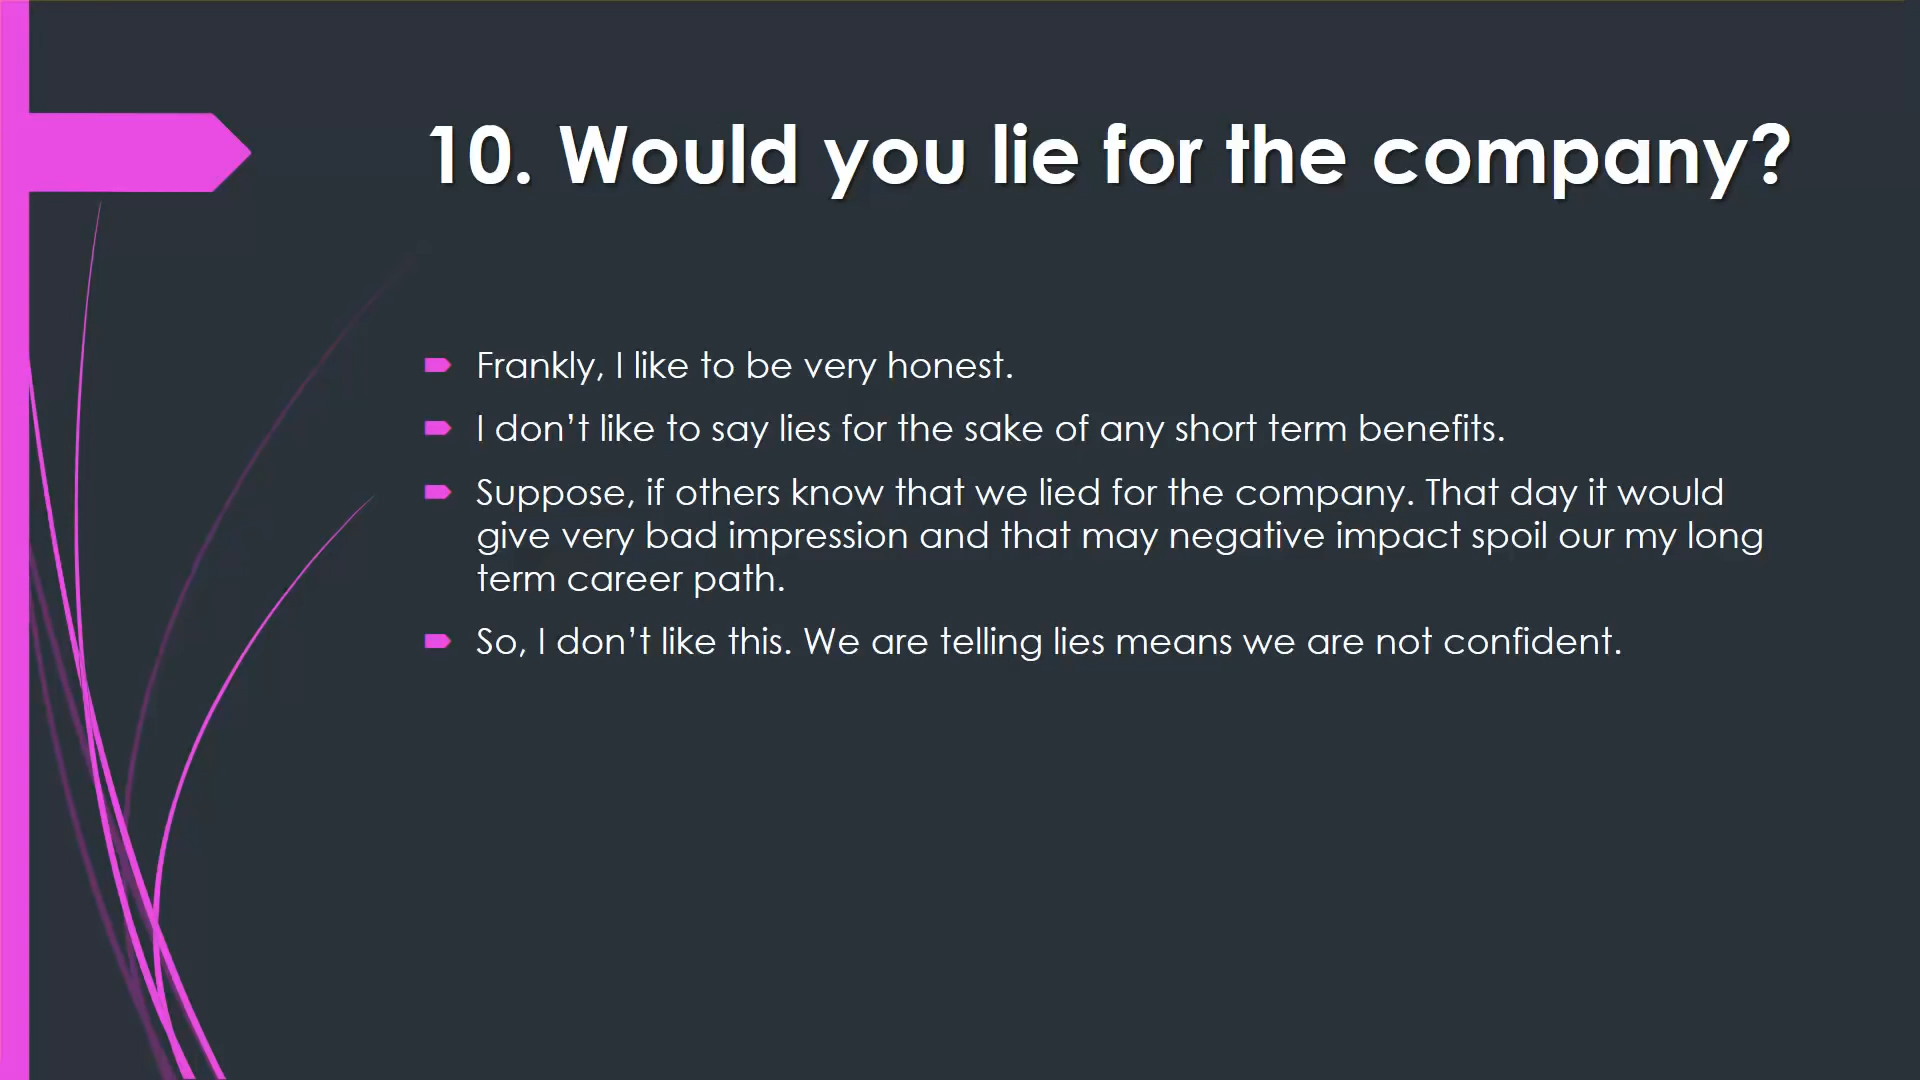 10. Would you lie for the company?
Frankly, I like to be very honest.
I don’t like to say lies for the sake of any short term benefits.
Suppose, if others know that we lied for the company. That day it would
give very bad impression and that may negative impact spoil our my long
term career path.
So, I don’t like this. We are telling lies means we are not confident.